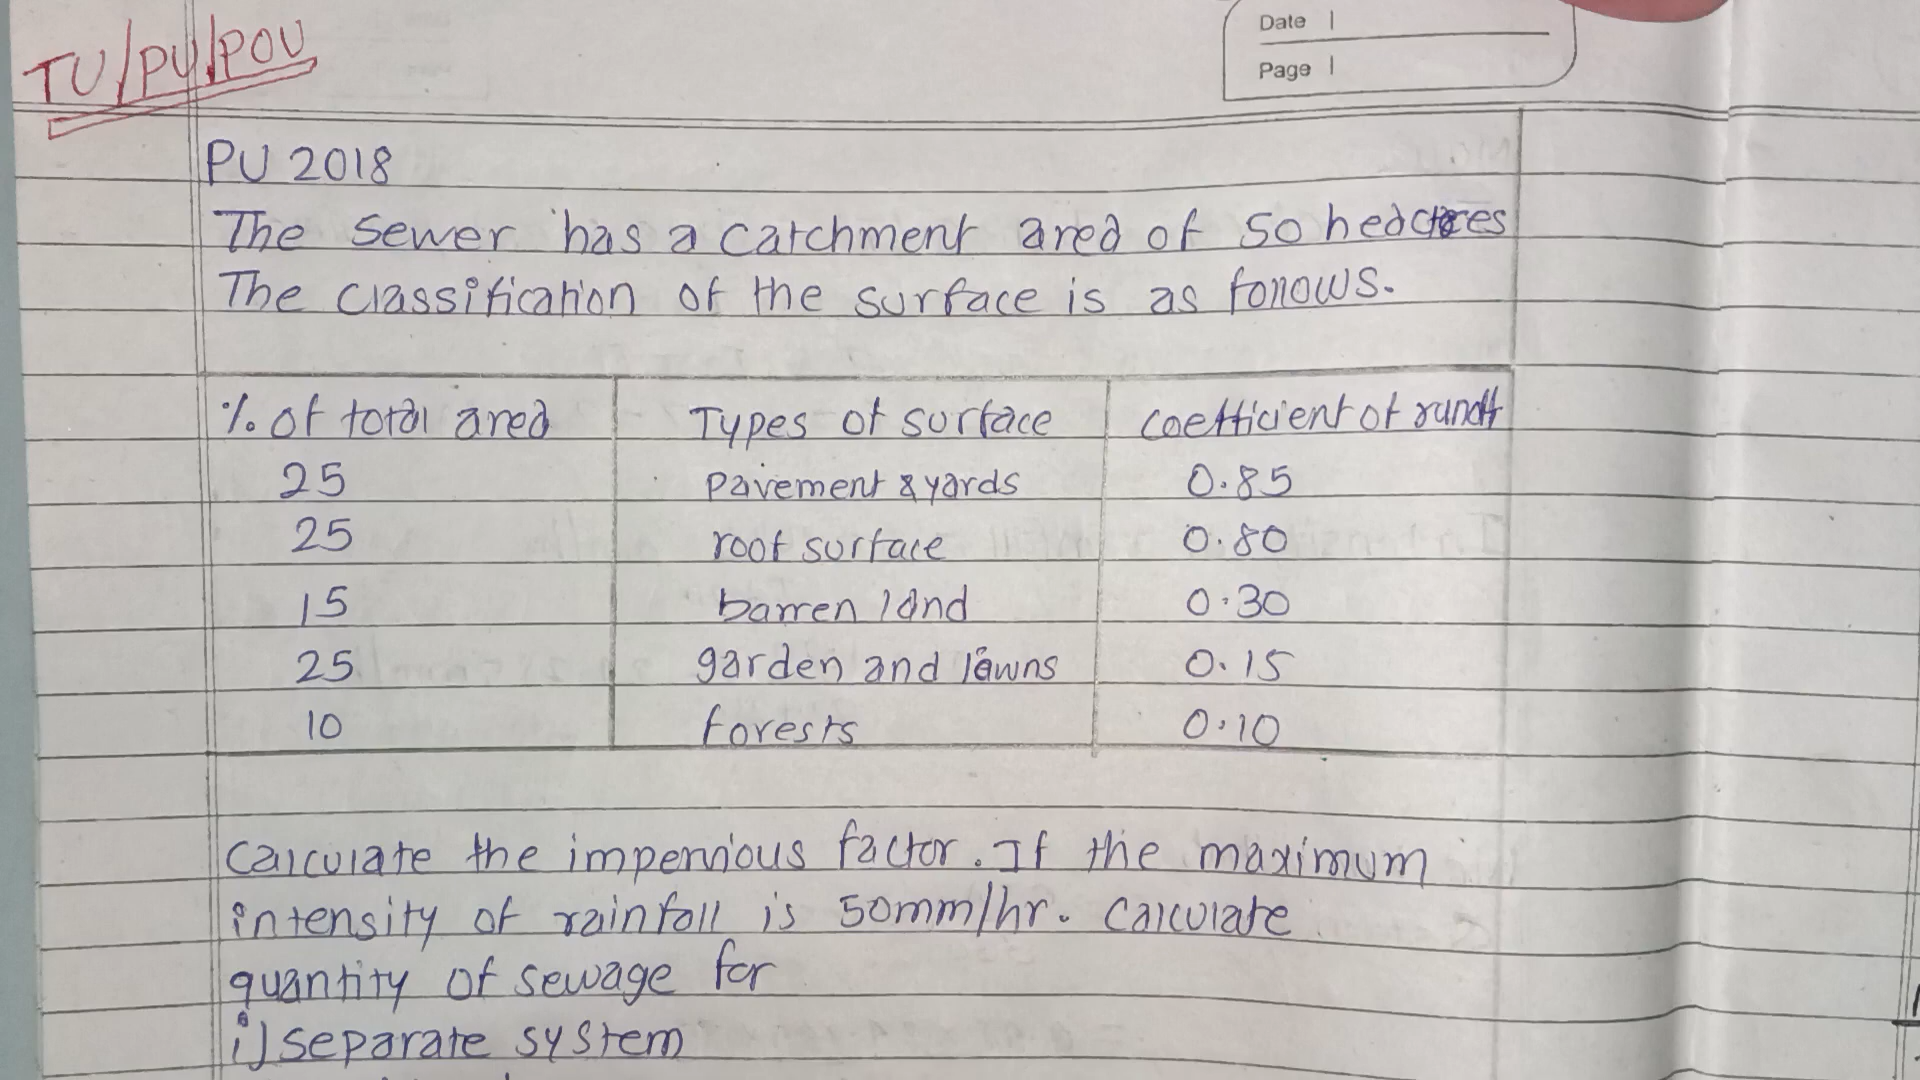 Date
Page
TU/PU/POU
PU 2018
The sewer has a catchment area of 50 hedcteres
The classification of the surface is as follows.
% of total area Types of surface coefficient of runoff
25 pavement & yards 0.85
25 roof surface 0.80
15 barren land 0.30
25 garden and lawns 0.15
10 forests 0.10
calculate the impervious factor. If the maximum
intensity of rainfall is 50mm/hr. calculate
quantity of sewage for
i) separate system